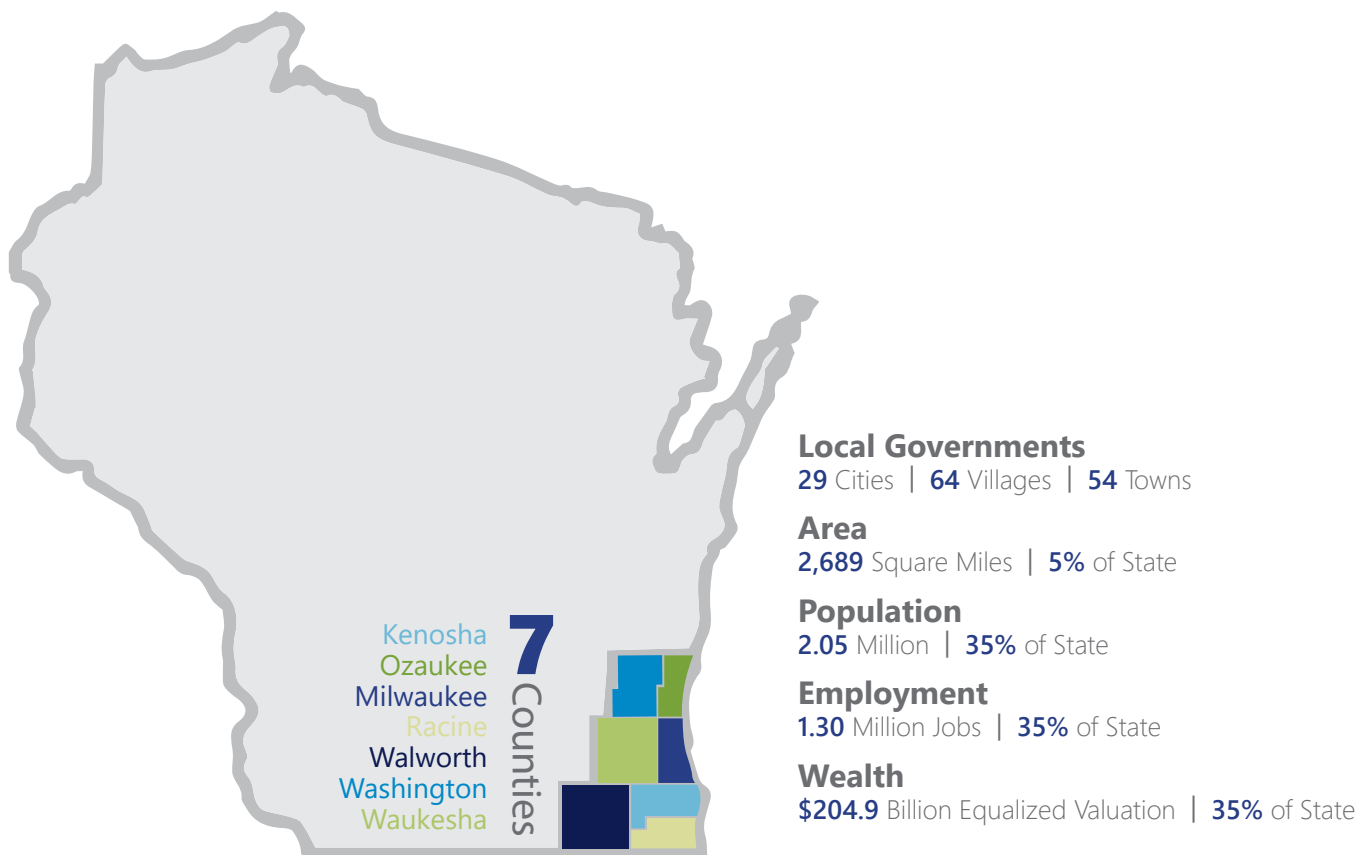 Kenosha
Ozaukee
Milwaukee
Racine
Walworth
Washington
Waukesha
7
Counties
Local Governments
29 Cities | 64 Villages | 54 Towns
Area
2,689 Square Miles | 5% of State
Population
2.05 Million | 35% of State
Employment
1.30 Million Jobs | 35% of State
Wealth
$204.9 Billion Equalized Valuation | 35% of State